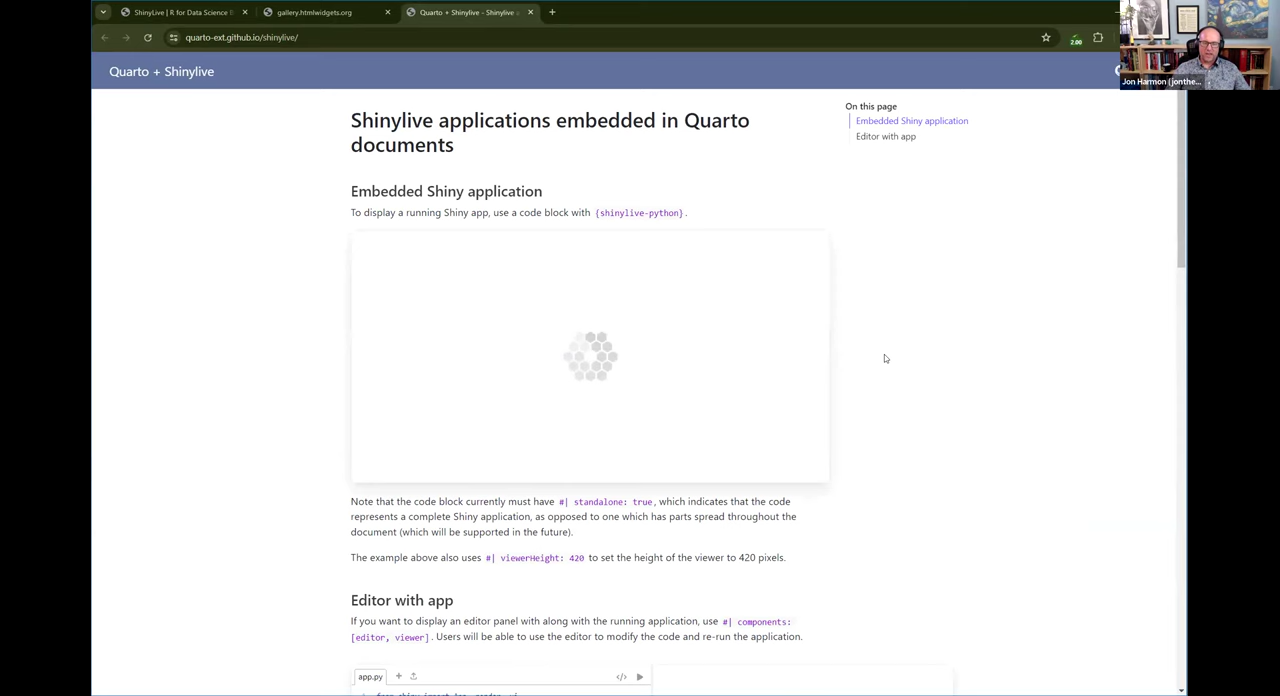 ShinyLive | R for Data Science B
gallery.htmlwidgets.org
Quarto + Shinylive - Shinylive a
quarto-ext.github.io/shinylive/
2.00
Jon Harmon (jonthe...
Quarto + Shinylive
Shinylive applications embedded in Quarto
documents
On this page
Embedded Shiny application
Editor with app
Embedded Shiny application
To display a running Shiny app, use a code block with {shinylive-python} .
Note that the code block currently must have #| standalone: true, which indicates that the code
represents a complete Shiny application, as opposed to one which has parts spread throughout the
document (which will be supported in the future).
The example above also uses #| viewerHeight: 420 to set the height of the viewer to 420 pixels.
Editor with app
If you want to display an editor panel with along with the running application, use #| components:
[editor, viewer] . Users will be able to use the editor to modify the code and re-run the application.
app.py